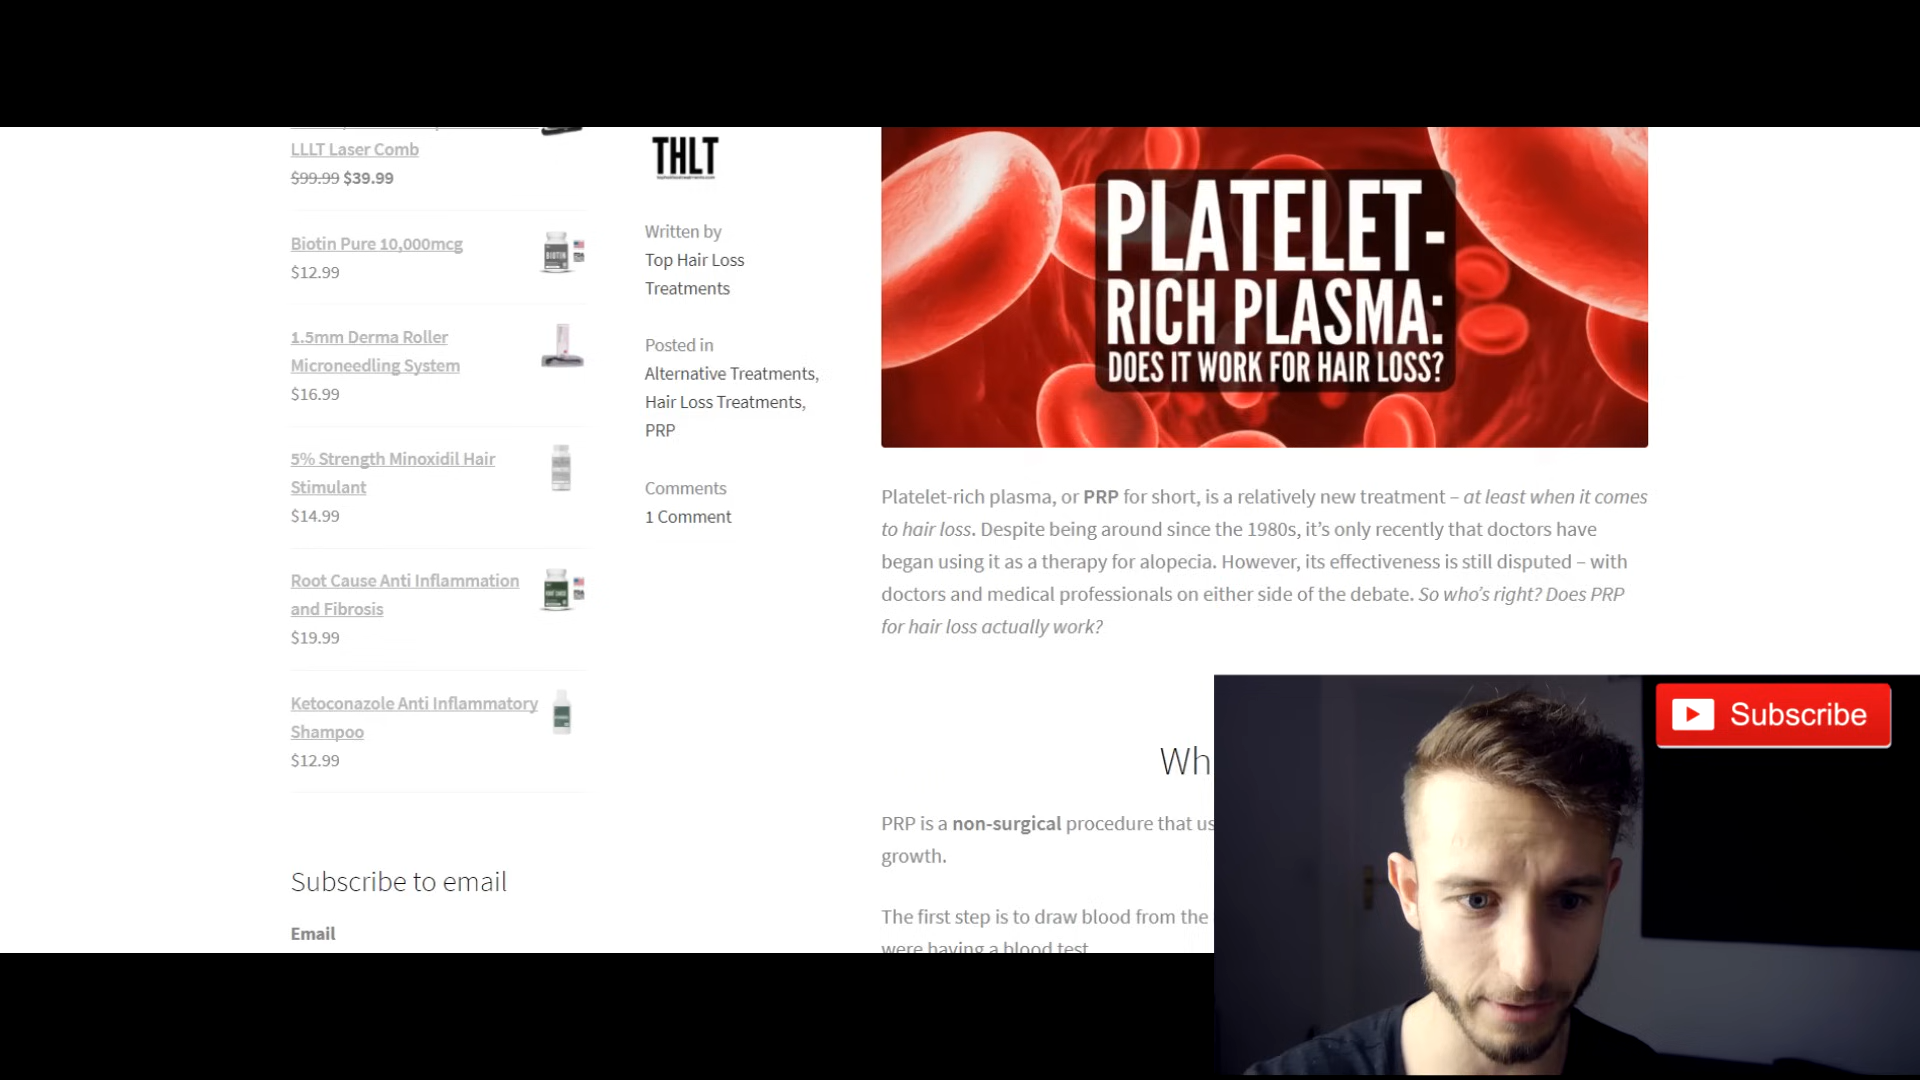 LLLT Laser Comb
$99.99 $39.99
Biotin Pure 10,000mcg
$12.99
1.5mm Derma Roller
Microneedling System
$16.99
5% Strength Minoxidil Hair
Stimulant
$14.99
Root Cause Anti Inflammation
and Fibrosis
$19.99
Ketoconazole Anti Inflammatory
Shampoo
$12.99
Subscribe to email
Email
THLT
Written by
Top Hair Loss
Treatments
Posted in
Alternative Treatments,
Hair Loss Treatments,
PRP
Comments
1 Comment
PLATELET-
RICH PLASMA:
DOES IT WORK FOR HAIR LOSS?
Platelet-rich plasma, or PRP for short, is a relatively new treatment – at least when it comes
to hair loss. Despite being around since the 1980s, it’s only recently that doctors have
began using it as a therapy for alopecia. However, its effectiveness is still disputed – with
doctors and medical professionals on either side of the debate. So who’s right? Does PRP
for hair loss actually work?
Wh
PRP is a non-surgical procedure that us
growth.
The first step is to draw blood from the
were having a blood test.
Subscribe